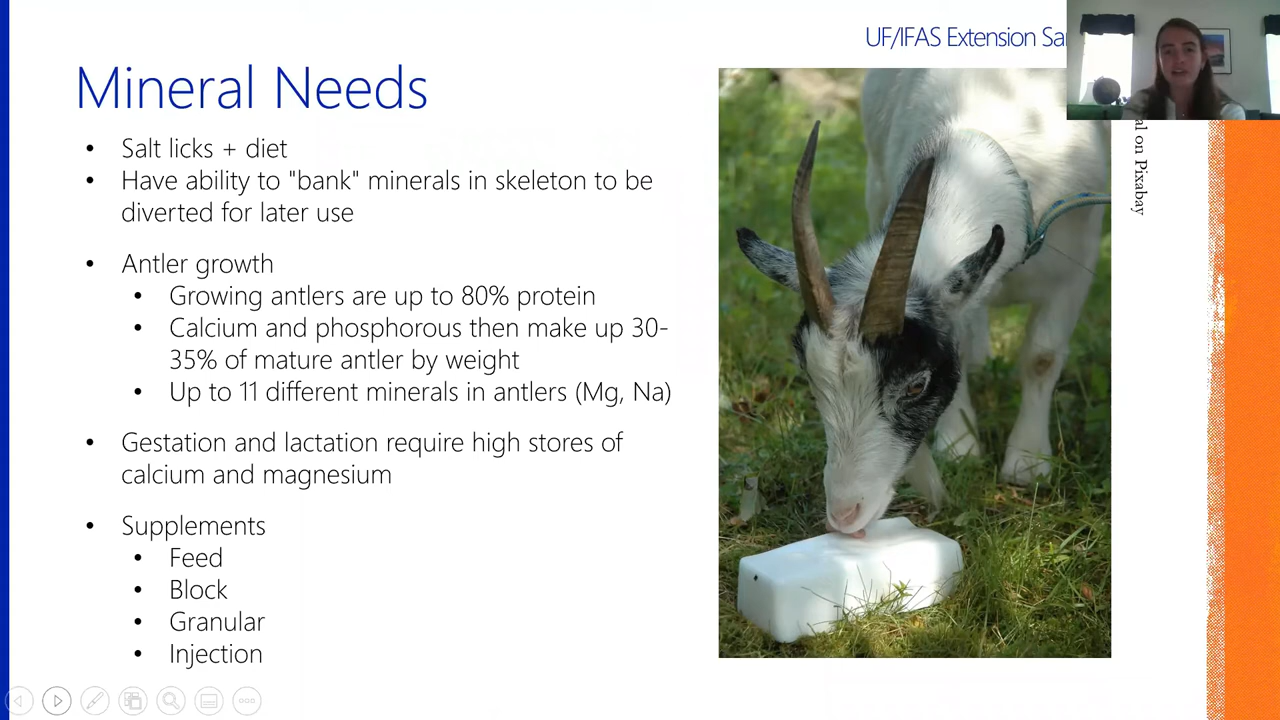 UF/IFAS Extension
Mineral Needs
• Salt licks + diet
• Have ability to "bank" minerals in skeleton to be
diverted for later use
• Antler growth
• Growing antlers are up to 80% protein
• Calcium and phosphorous then make up 30-
35% of mature antler by weight
• Up to 11 different minerals in antlers (Mg, Na)
• Gestation and lactation require high stores of
calcium and magnesium
• Supplements
• Feed
• Block
• Granular
• Injection
on Pixabay